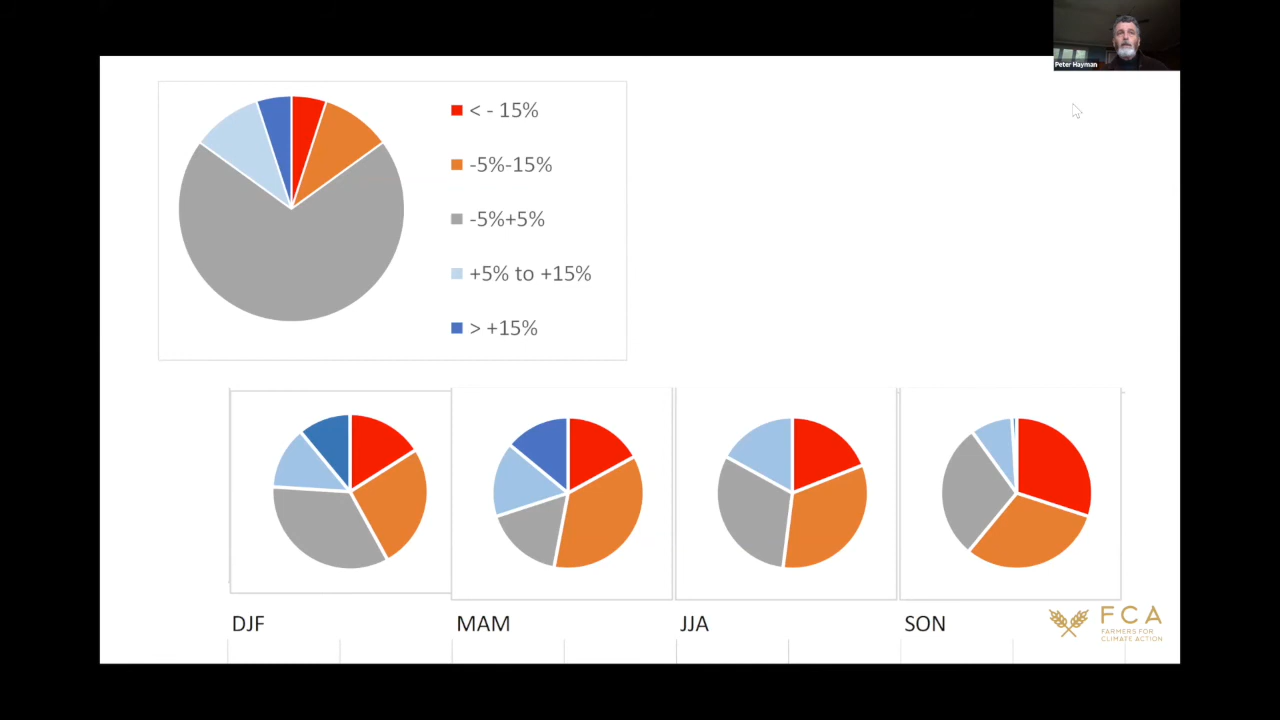 Peter Hayman
< - 15%
-5%-15%
-5%+5%
+5% to +15%
> +15%
DJF
MAM
JJA
SON
FCA
FARMERS FOR
CLIMATE ACTION